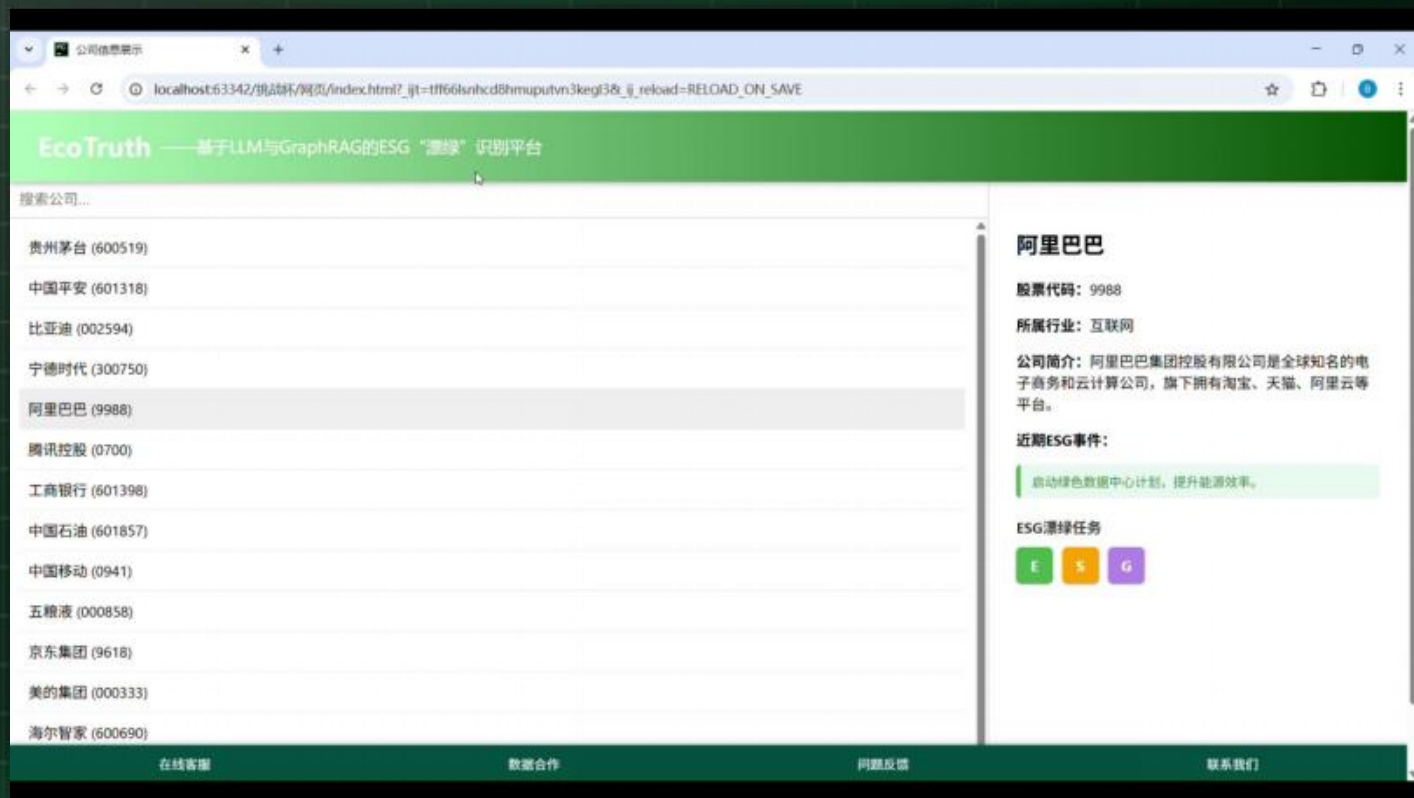 公司信息展示
localhost:63342/挑战杯/网页/index.html?_ijt=tff66lsnhcd8hmuputvn3kegl3&_ij_reload=RELOAD_ON_SAVE
EcoTruth ——基于LLM与GraphRAG的ESG“漂绿”识别平台
搜索公司...
贵州茅台 (600519)
中国平安 (601318)
比亚迪 (002594)
宁德时代 (300750)
阿里巴巴 (9988)
腾讯控股 (0700)
工商银行 (601398)
中国石油 (601857)
中国移动 (0941)
五粮液 (000858)
京东集团 (9618)
美的集团 (000333)
海尔智家 (600690)
阿里巴巴
股票代码：9988
所属行业：互联网
公司简介：阿里巴巴集团控股有限公司是全球知名的电
子商务和云计算公司，旗下拥有淘宝、天猫、阿里云等
平台。
近期ESG事件：
启动绿色数据中心计划，提升能源效率。
ESG漂绿任务
E S G
在线客服 数据合作 问题反馈 联系我们